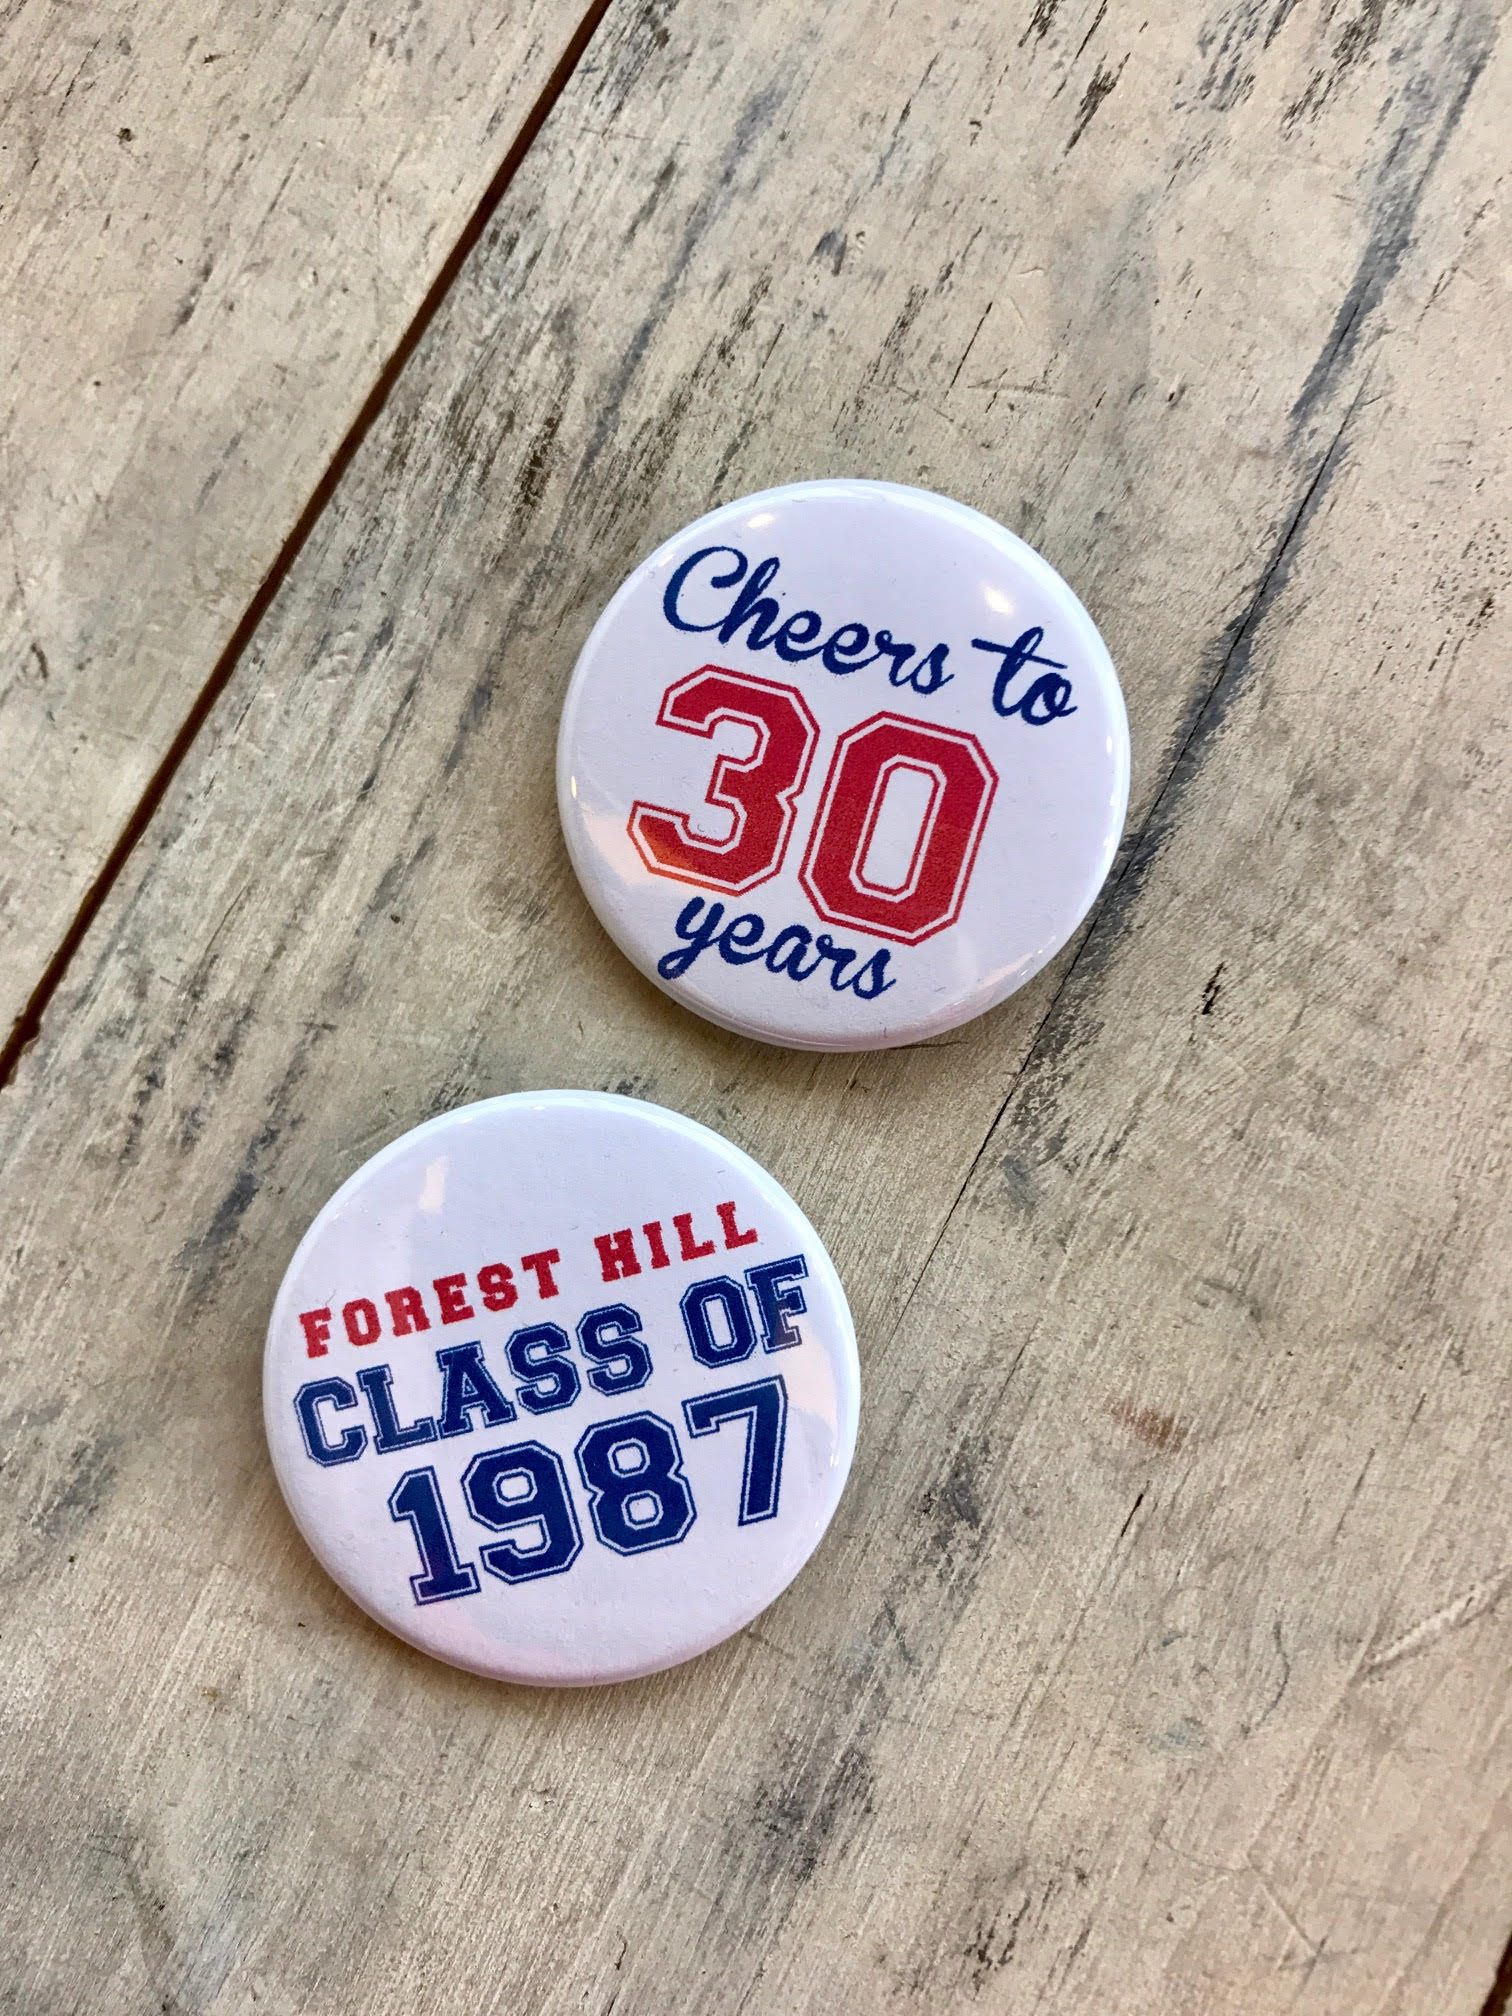 Cheers to
30
years
FOREST HILL
CLASS OF
1987